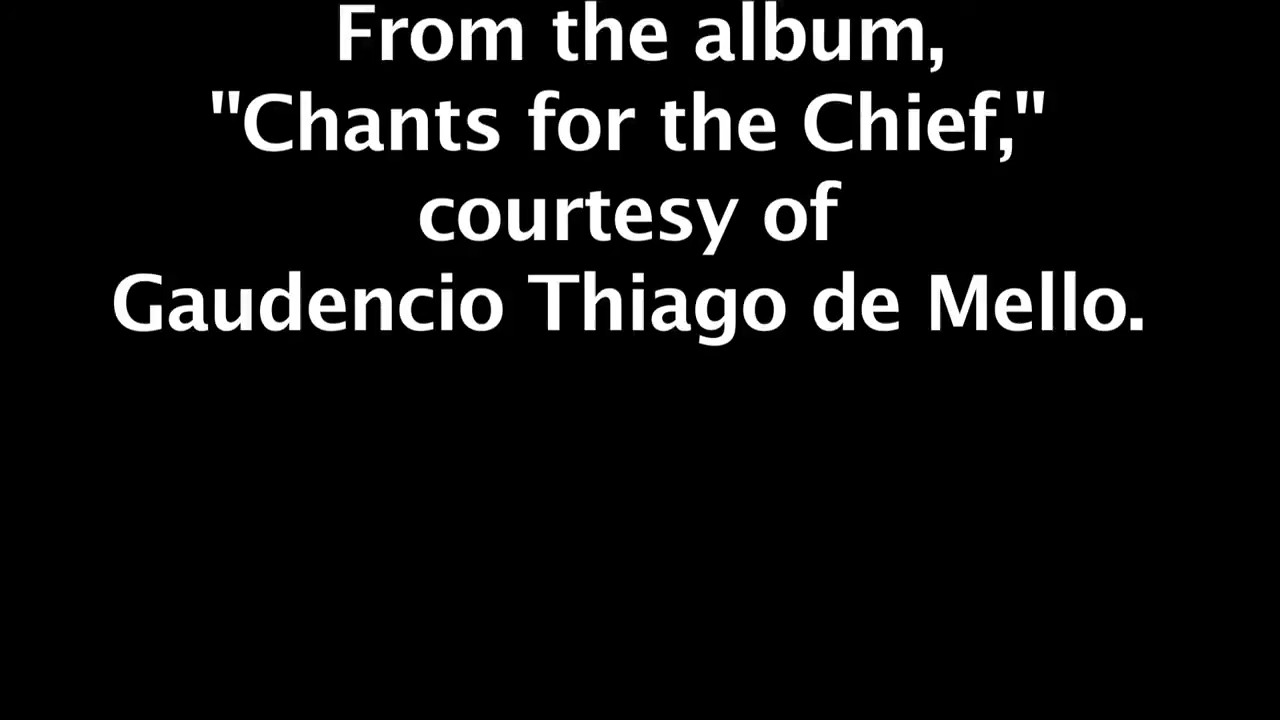 From the album,
"Chants for the Chief,"
courtesy of
Gaudencio Thiago de Mello.